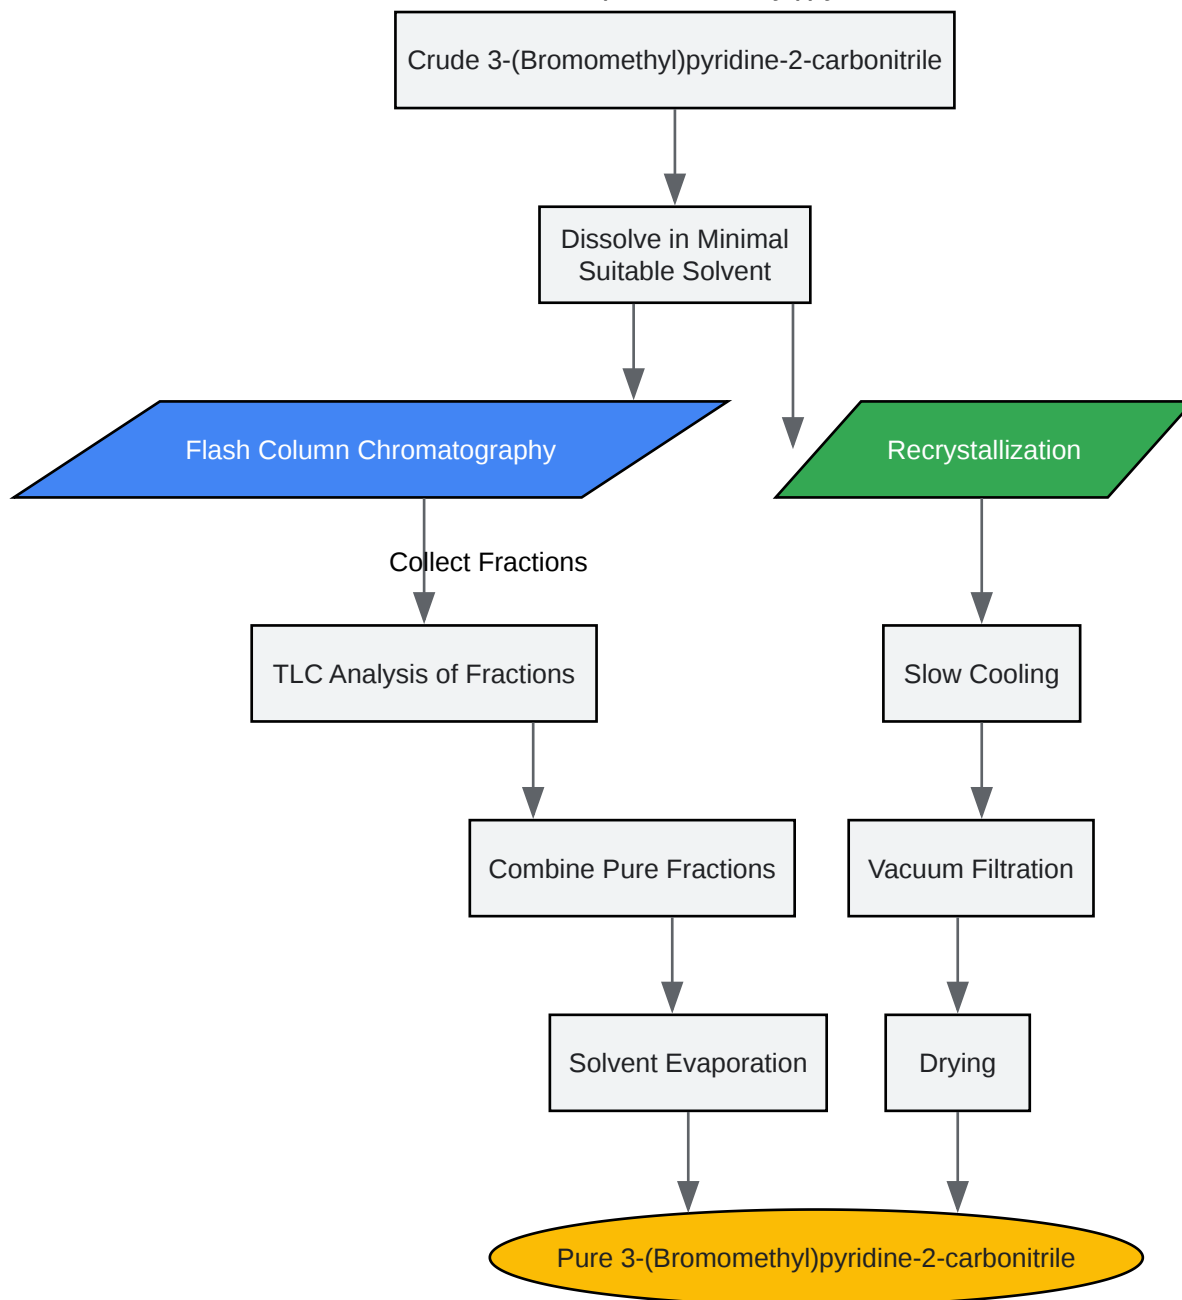 Crude 3-(Bromomethyl)pyridine-2-carbonitrile
Dissolve in Minimal
Suitable Solvent
Flash Column Chromatography
Recrystallization
Collect Fractions
TLC Analysis of Fractions
Slow Cooling
Combine Pure Fractions
Vacuum Filtration
Solvent Evaporation
Drying
Pure 3-(Bromomethyl)pyridine-2-carbonitrile